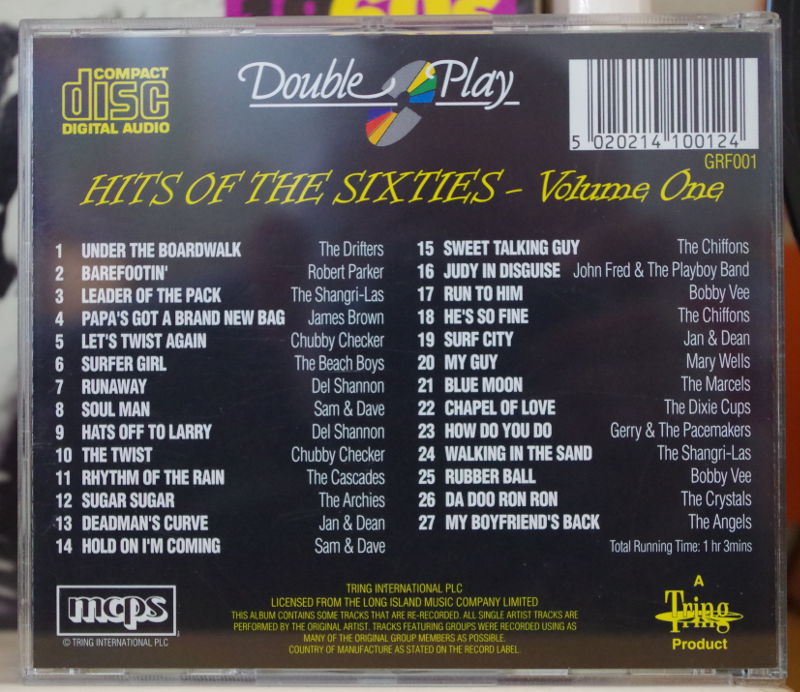 COMPACT
disc
DIGITAL AUDIO
Double Play
5 020214 100124
GRF001
HITS OF THE SIXTIES - Volume One
1 UNDER THE BOARDWALK The Drifters
2 BAREFOOTIN' Robert Parker
3 LEADER OF THE PACK The Shangri-Las
4 PAPA'S GOT A BRAND NEW BAG James Brown
5 LET'S TWIST AGAIN Chubby Checker
6 SURFER GIRL The Beach Boys
7 RUNAWAY Del Shannon
8 SOUL MAN Sam & Dave
9 HATS OFF TO LARRY Del Shannon
10 THE TWIST Chubby Checker
11 RHYTHM OF THE RAIN The Cascades
12 SUGAR SUGAR The Archies
13 DEADMAN'S CURVE Jan & Dean
14 HOLD ON I'M COMING Sam & Dave
15 SWEET TALKING GUY The Chiffons
16 JUDY IN DISGUISE John Fred & The Playboy Band
17 RUN TO HIM Bobby Vee
18 HE'S SO FINE The Chiffons
19 SURF CITY Jan & Dean
20 MY GUY Mary Wells
21 BLUE MOON The Marcels
22 CHAPEL OF LOVE The Dixie Cups
23 HOW DO YOU DO Gerry & The Pacemakers
24 WALKING IN THE SAND The Shangri-Las
25 RUBBER BALL Bobby Vee
26 DA DOO RON RON The Crystals
27 MY BOYFRIEND'S BACK The Angels
Total Running Time: 1 hr 3mins
mcps
© TRING INTERNATIONAL PLC
TRING INTERNATIONAL PLC
LICENSED FROM THE LONG ISLAND MUSIC COMPANY LIMITED
THIS ALBUM CONTAINS SOME TRACKS THAT ARE RE-RECORDED. ALL SINGLE ARTIST TRACKS ARE
PERFORMED BY THE ORIGINAL ARTIST. TRACKS FEATURING GROUPS WERE RECORDED USING AS
MANY OF THE ORIGINAL GROUP MEMBERS AS POSSIBLE.
COUNTRY OF MANUFACTURE AS STATED ON THE RECORD LABEL.
A
Tring
Tring
Product